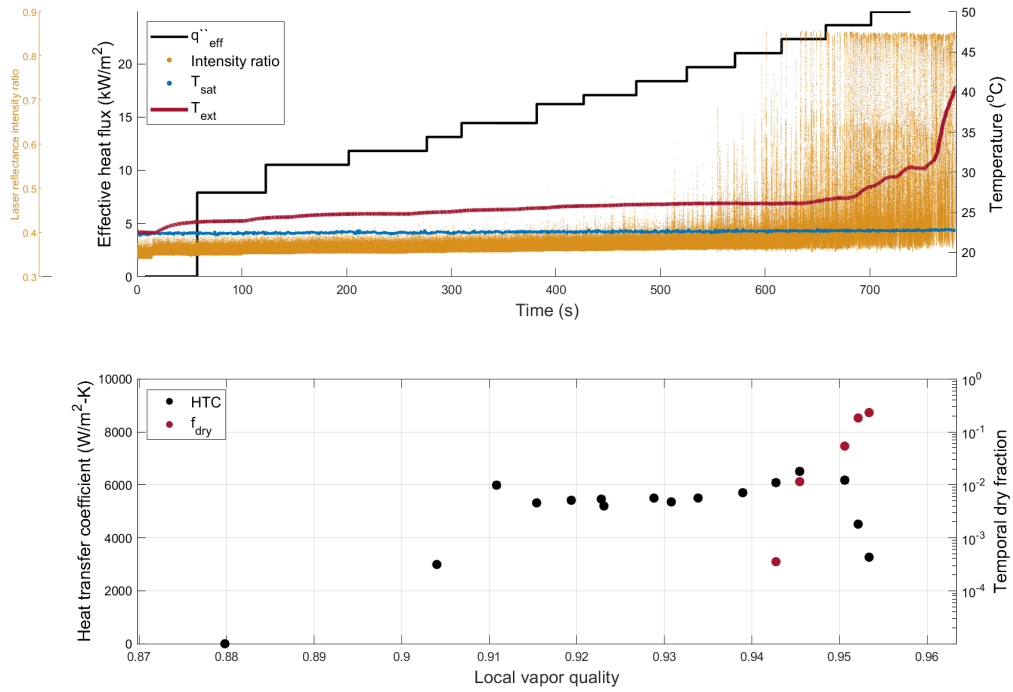 0.9
0.8
0.7
0.6
0.5
0.4
0.3
Laser reflectance intensity ratio
20
15
10
5
0
Effective heat flux (kW/m²)
q``eff
Intensity ratio
Tsat
Text
50
45
40
35
30
25
20
Temperature (°C)
0 100 200 300 400 500 600 700
Time (s)
10000
8000
6000
4000
2000
0
Heat transfer coefficient (W/m²-K)
HTC
fdry
10⁰
10⁻¹
10⁻²
10⁻³
10⁻⁴
Temporal dry fraction
0.87 0.88 0.89 0.9 0.91 0.92 0.93 0.94 0.95 0.96
Local vapor quality